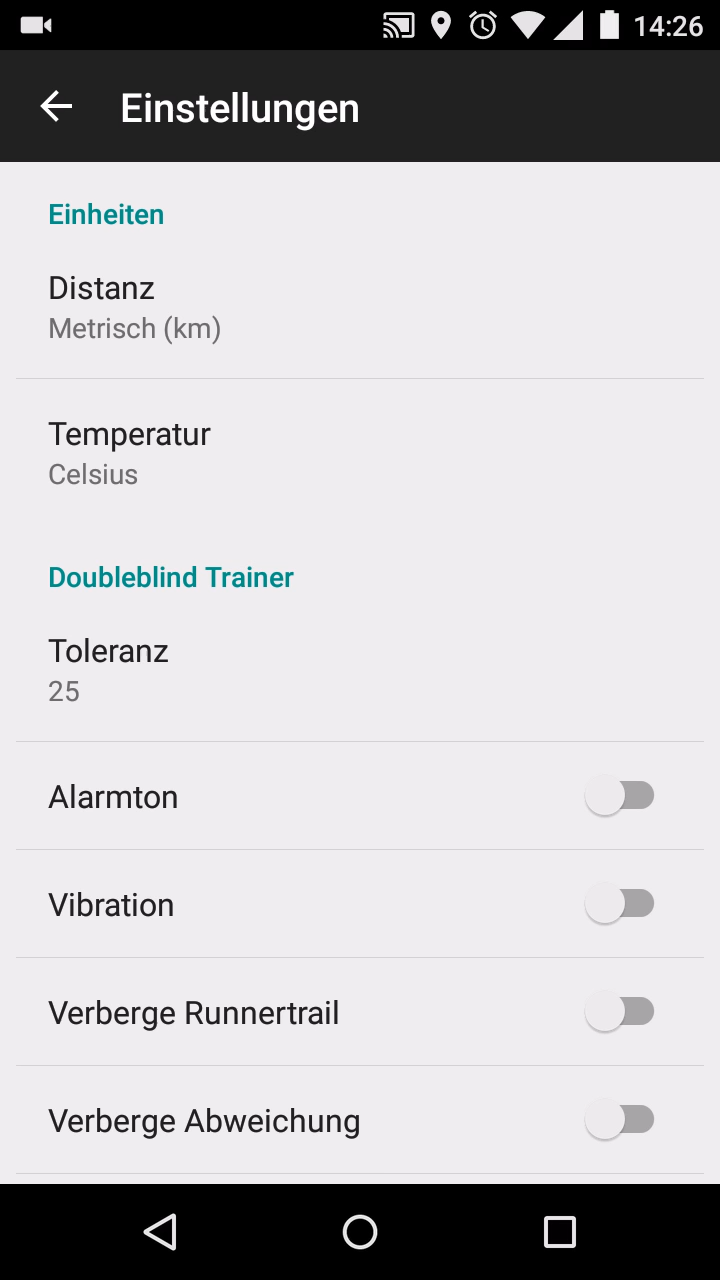 14:26
Einstellungen
Einheiten
Distanz
Metrisch (km)
Temperatur
Celsius
Doubleblind Trainer
Toleranz
25
Alarmton
Vibration
Verberge Runnertrail
Verberge Abweichung